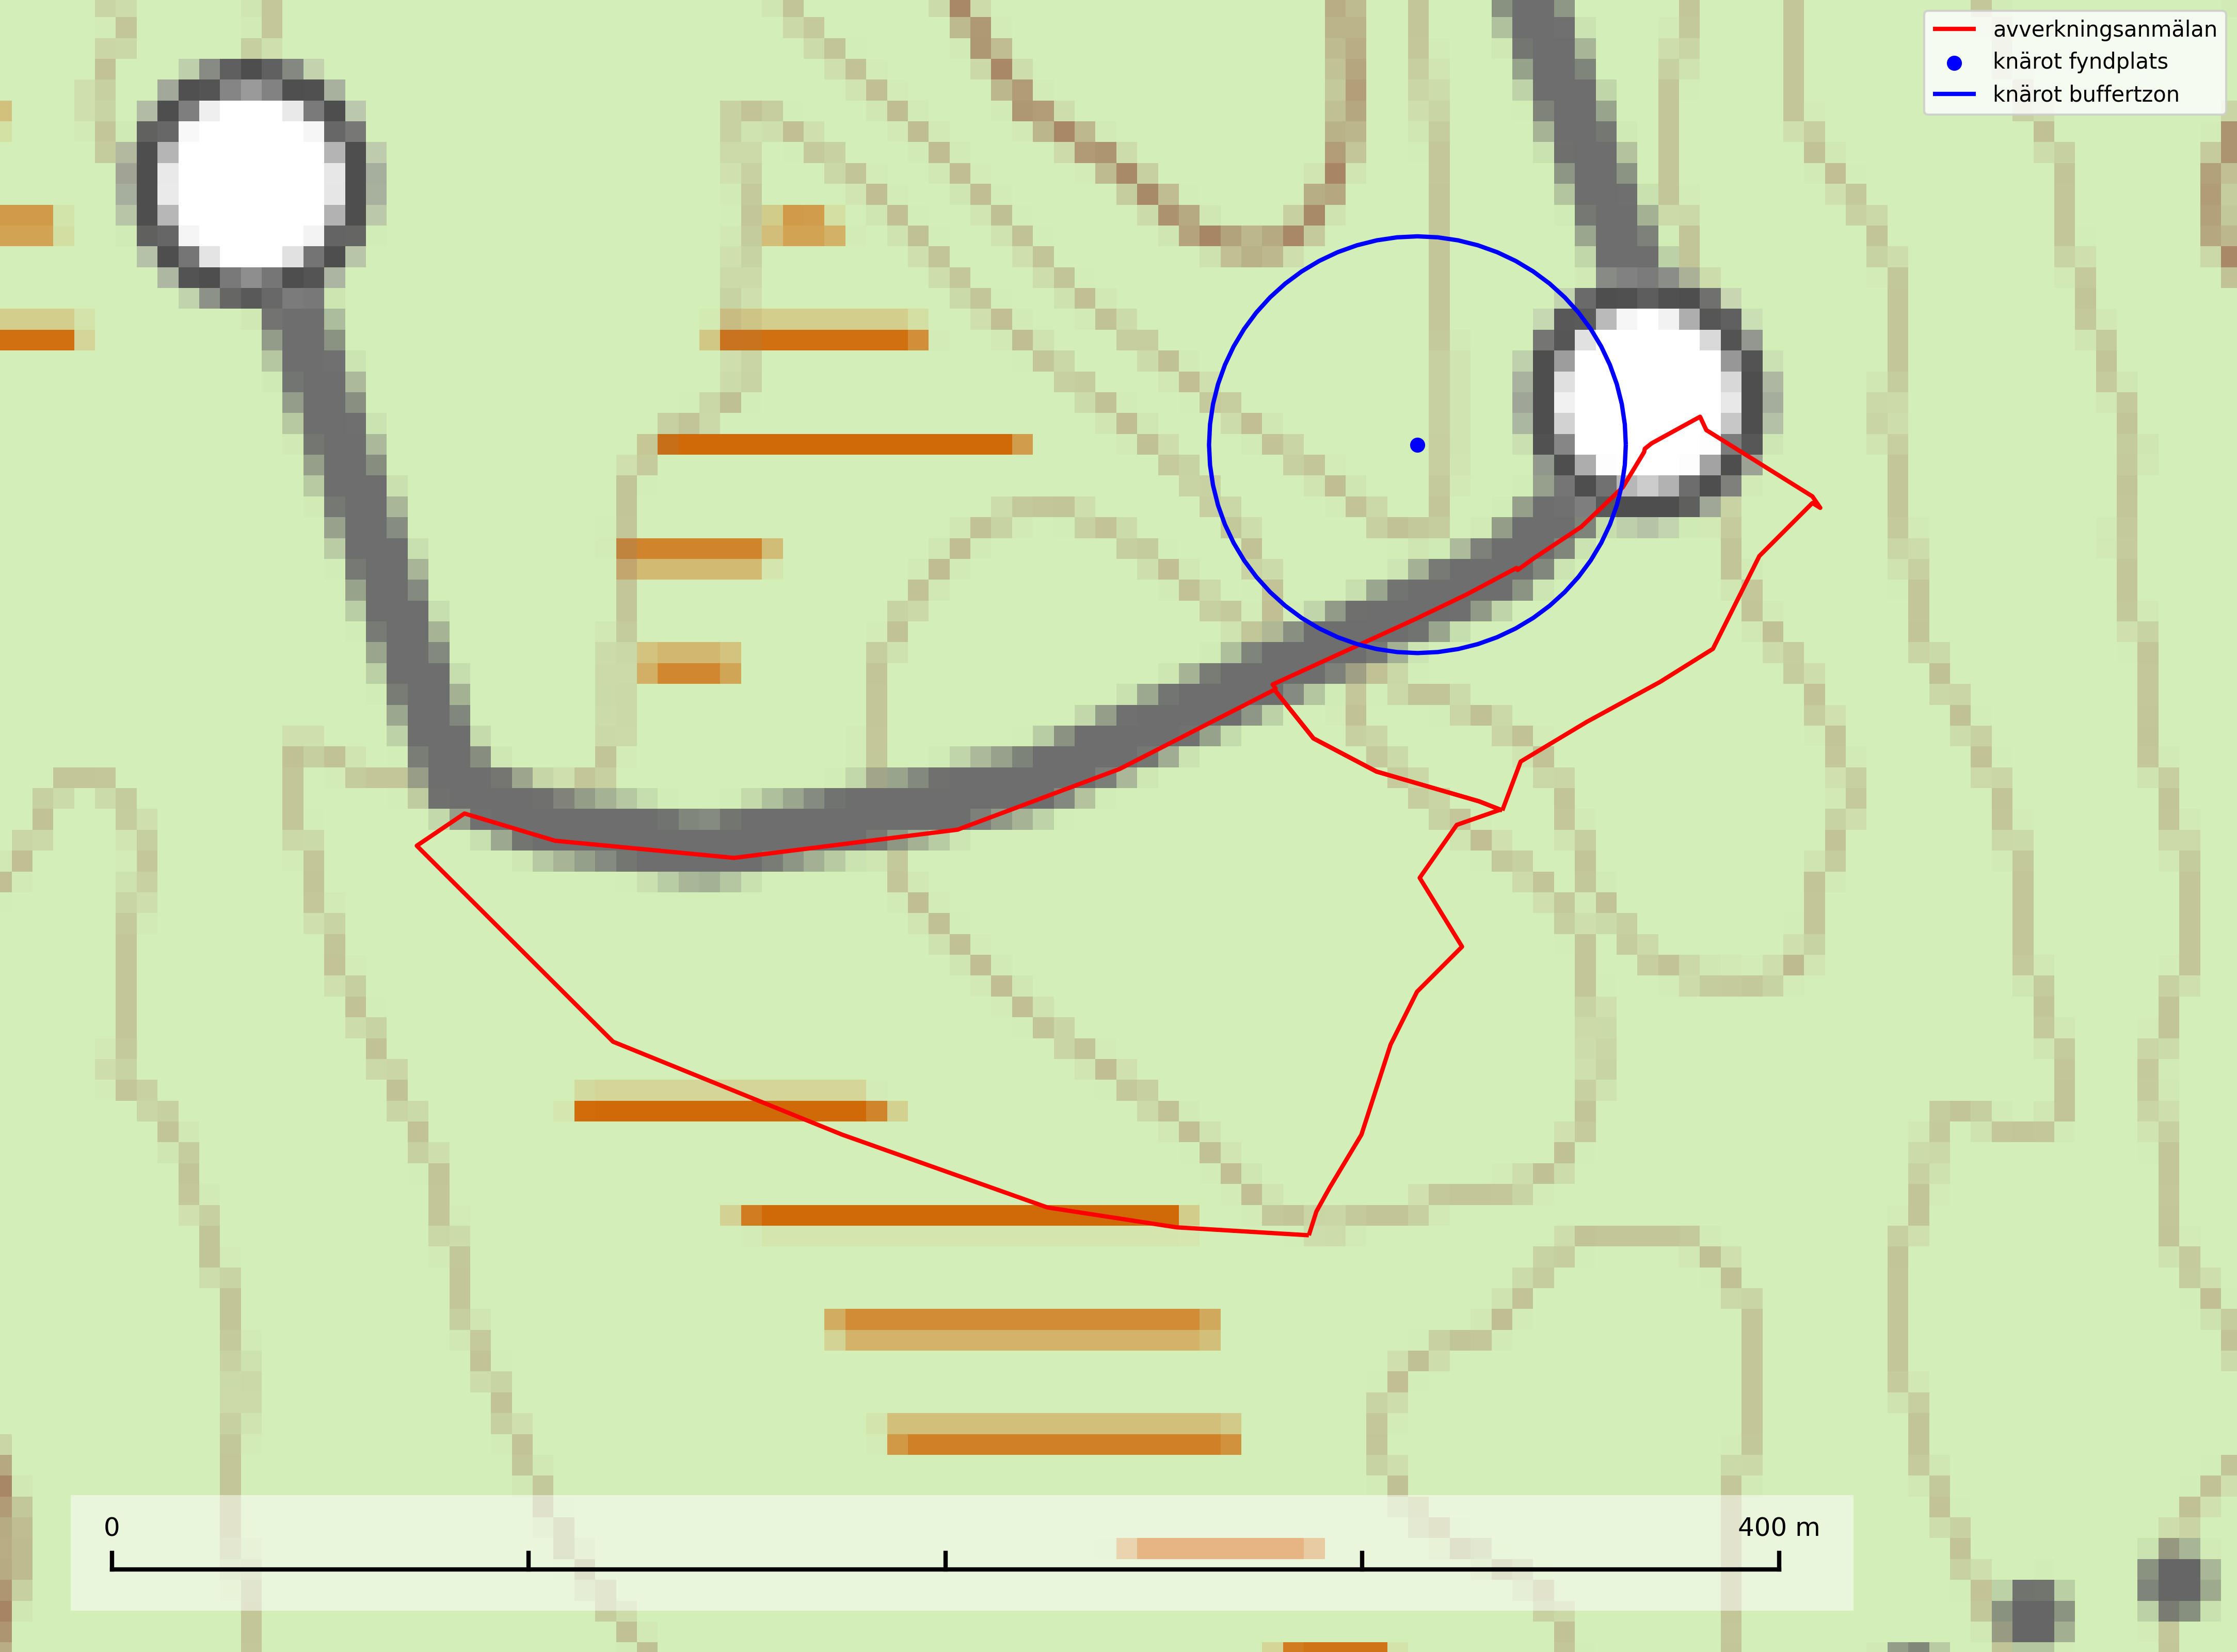 avverkningsanmälan
knärot fyndplats
knärot buffertzon
0 400 m